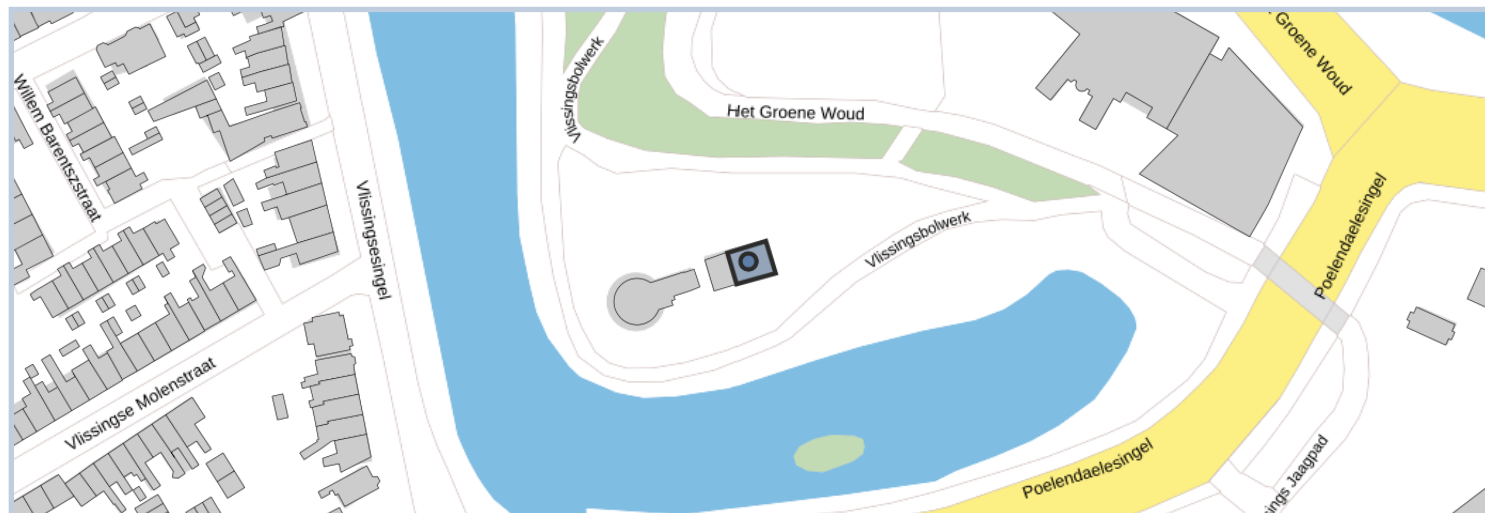 Groene Woud
Vlissingsbolwerk
Willem Barentszstraat
Het Groene Woud
Vlissingsesingel
Poelendaelesingel
Vlissingsbolwerk
Vlissingse Molenstraat
Poelendaelesingel
Jaagpad